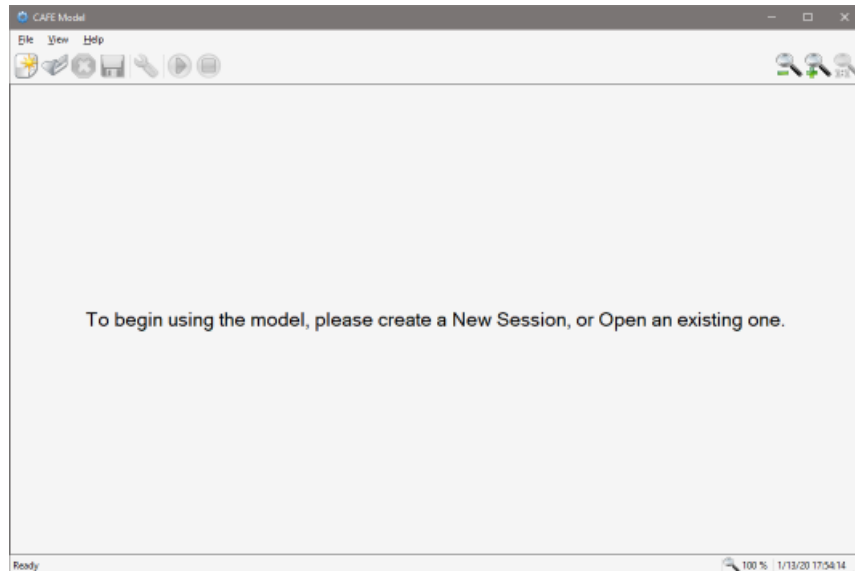 CAFE Model
File View Help
To begin using the model, please create a New Session, or Open an existing one.
Ready
100 % 1/13/20 17:54:14